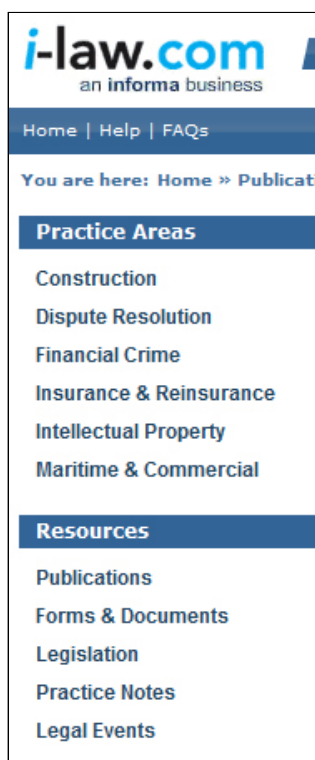 i-law.com
an informa business
Home | Help | FAQs
You are here: Home » Publicati
Practice Areas
Construction
Dispute Resolution
Financial Crime
Insurance & Reinsurance
Intellectual Property
Maritime & Commercial
Resources
Publications
Forms & Documents
Legislation
Practice Notes
Legal Events